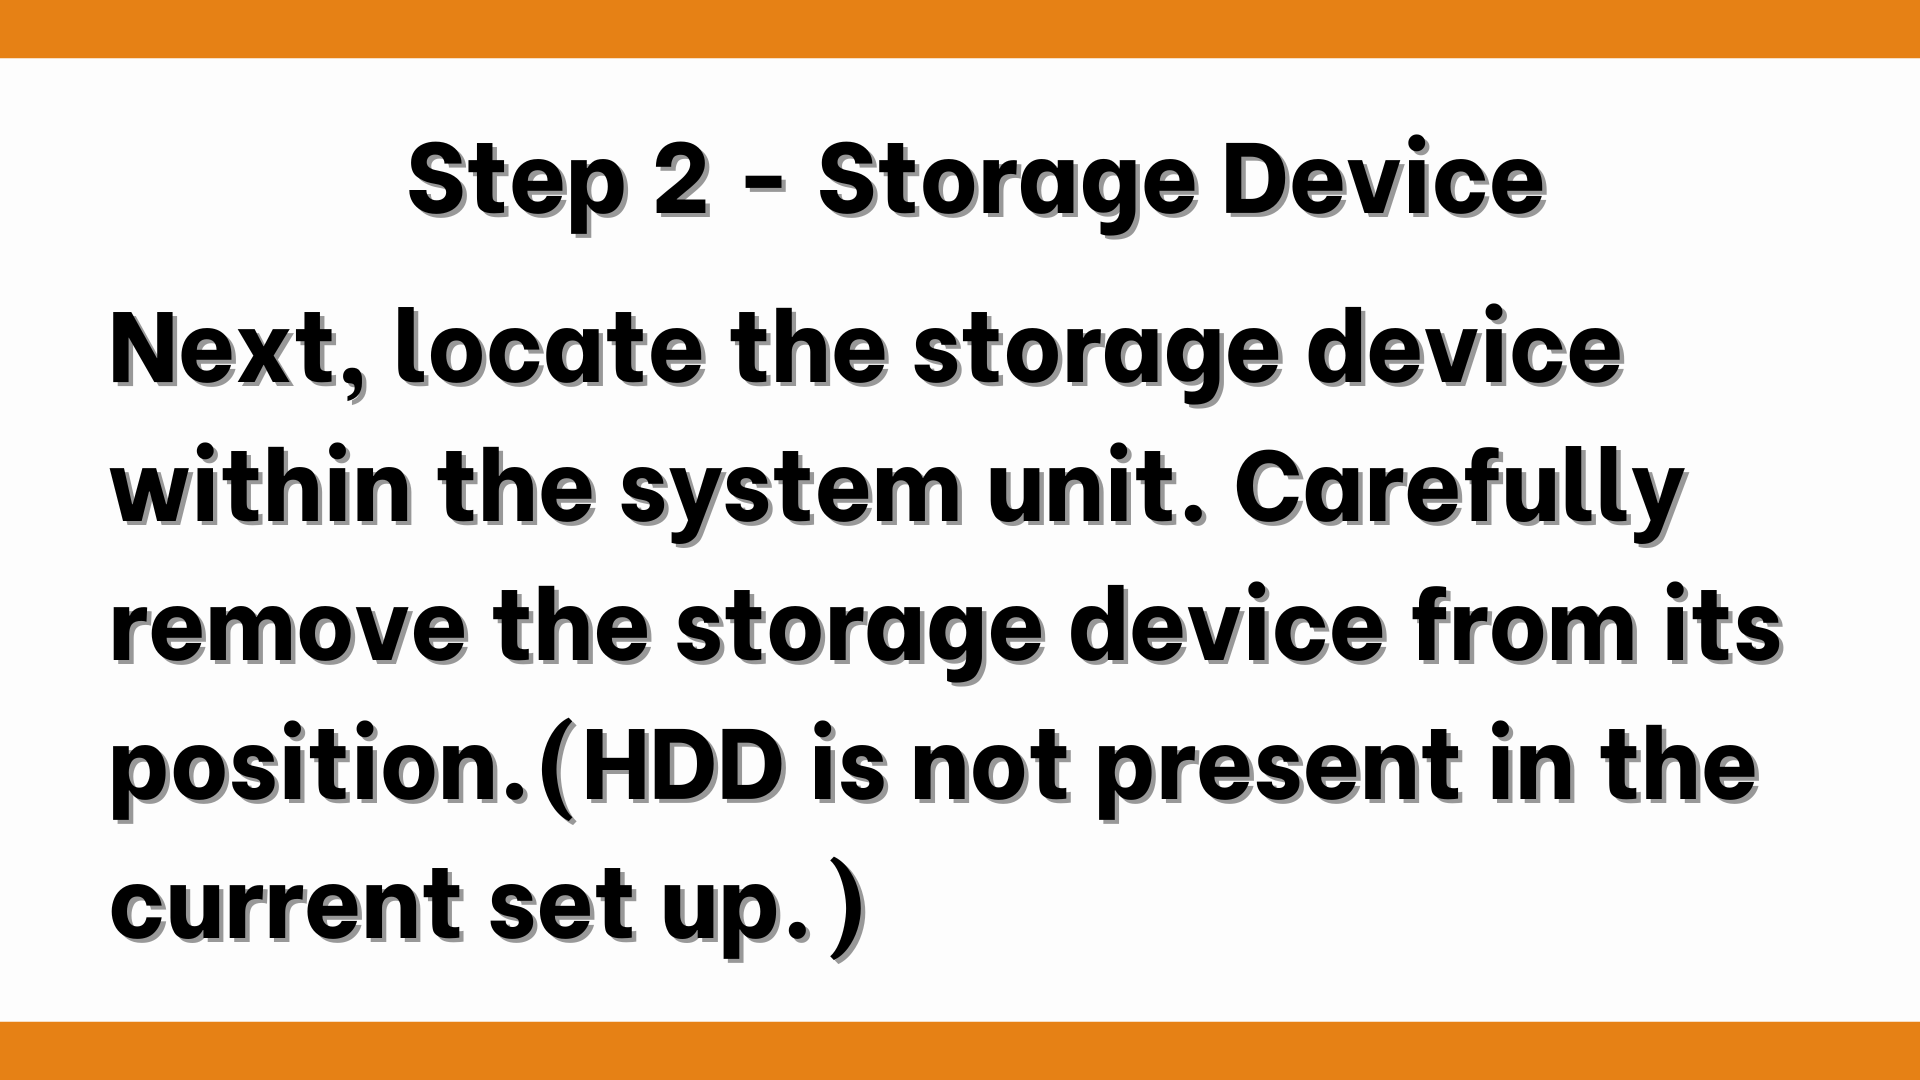 Step 2 - Storage Device
Next, locate the storage device
within the system unit. Carefully
remove the storage device from its
position.(HDD is not present in the
current set up.)